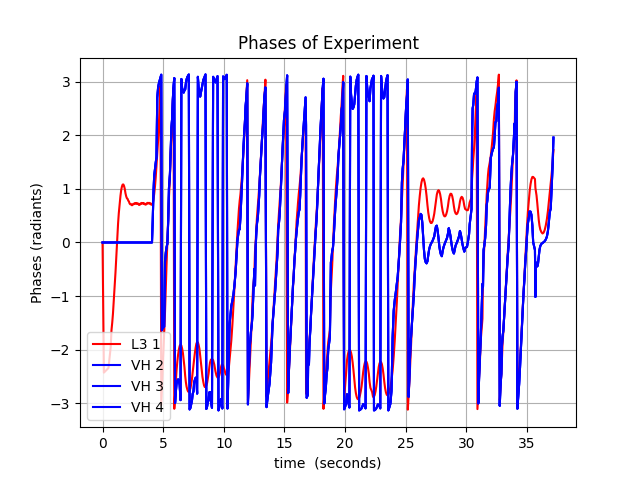 Phases of Experiment
Phases (radiants)
3
2
1
0
−1
−2
−3
L3 1
VH 2
VH 3
VH 4
0 5 10 15 20 25 30 35
time (seconds)